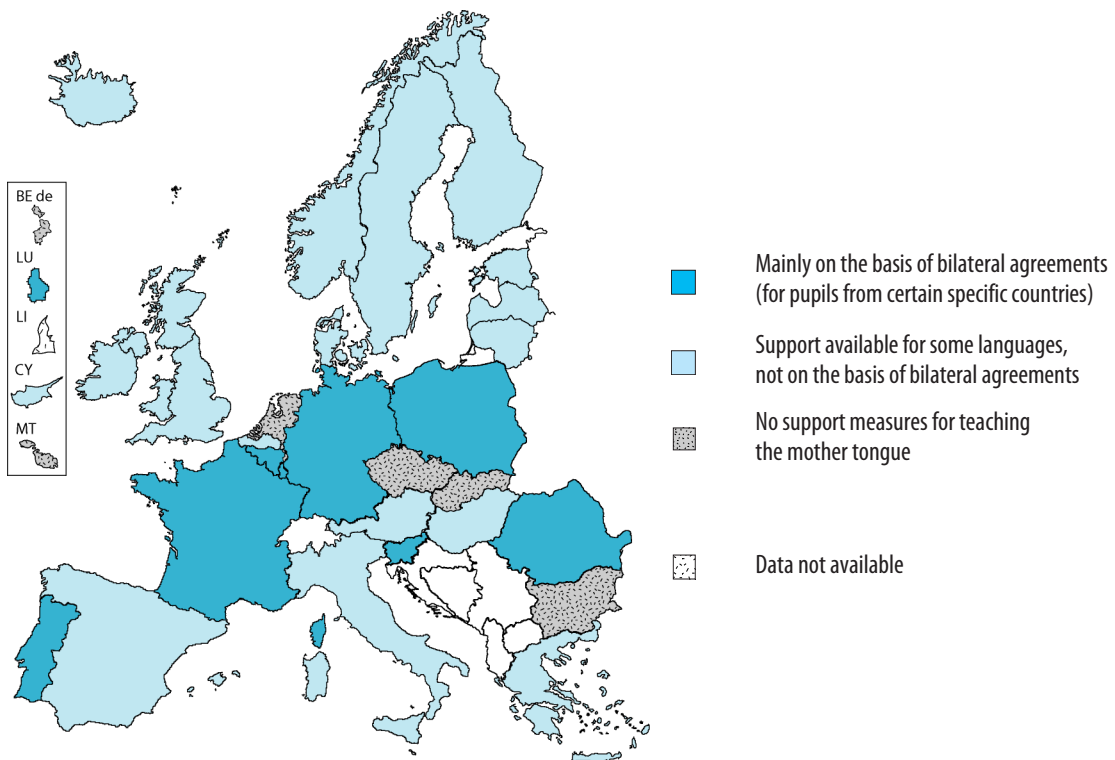 BE de
LU
LI
CY
MT
Mainly on the basis of bilateral agreements
(for pupils from certain specific countries)
Support available for some languages,
not on the basis of bilateral agreements
No support measures for teaching
the mother tongue
Data not available